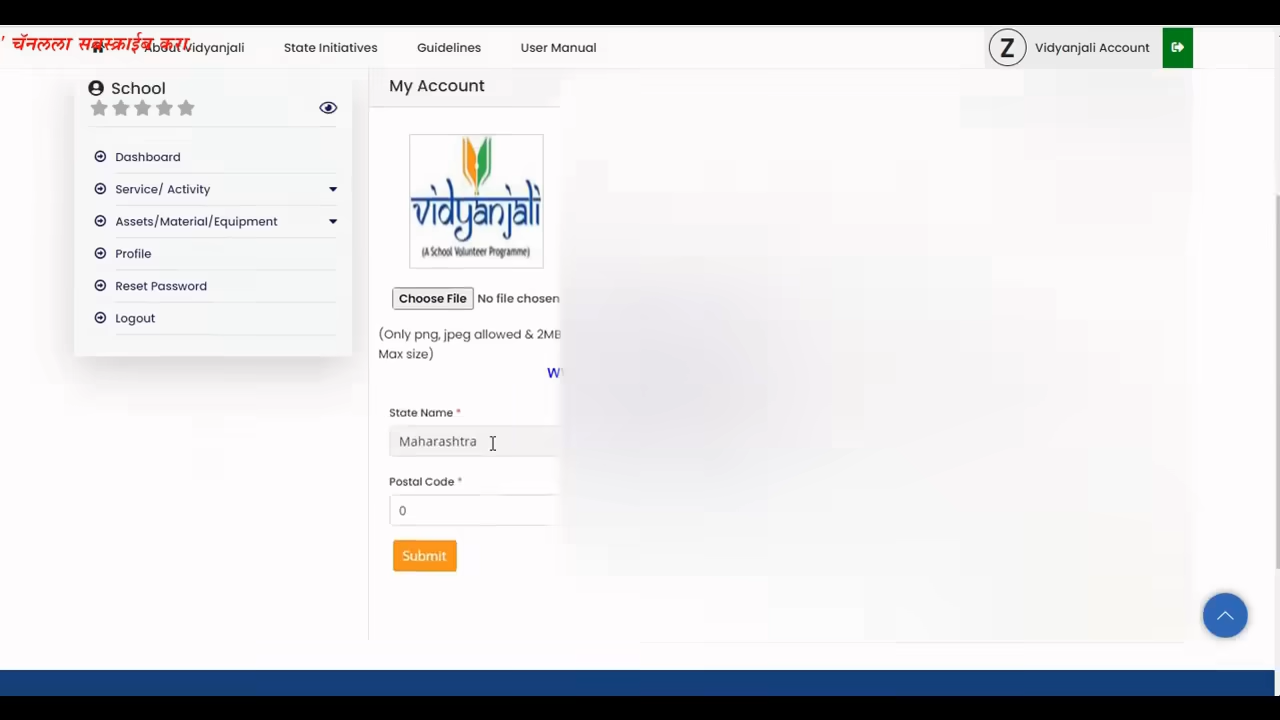 ' चॅनलला सबस्क्राईब करा
About Vidyanjali
State Initiatives
Guidelines
User Manual
Z
Vidyanjali Account
School
Dashboard
Service/ Activity
Assets/Material/Equipment
Profile
Reset Password
Logout
My Account
vidyanjali
(A School Volunteer Programme)
Choose File No file chosen
(Only png, jpeg allowed & 2MB
Max size)
State Name *
Maharashtra
Postal Code *
0
Submit